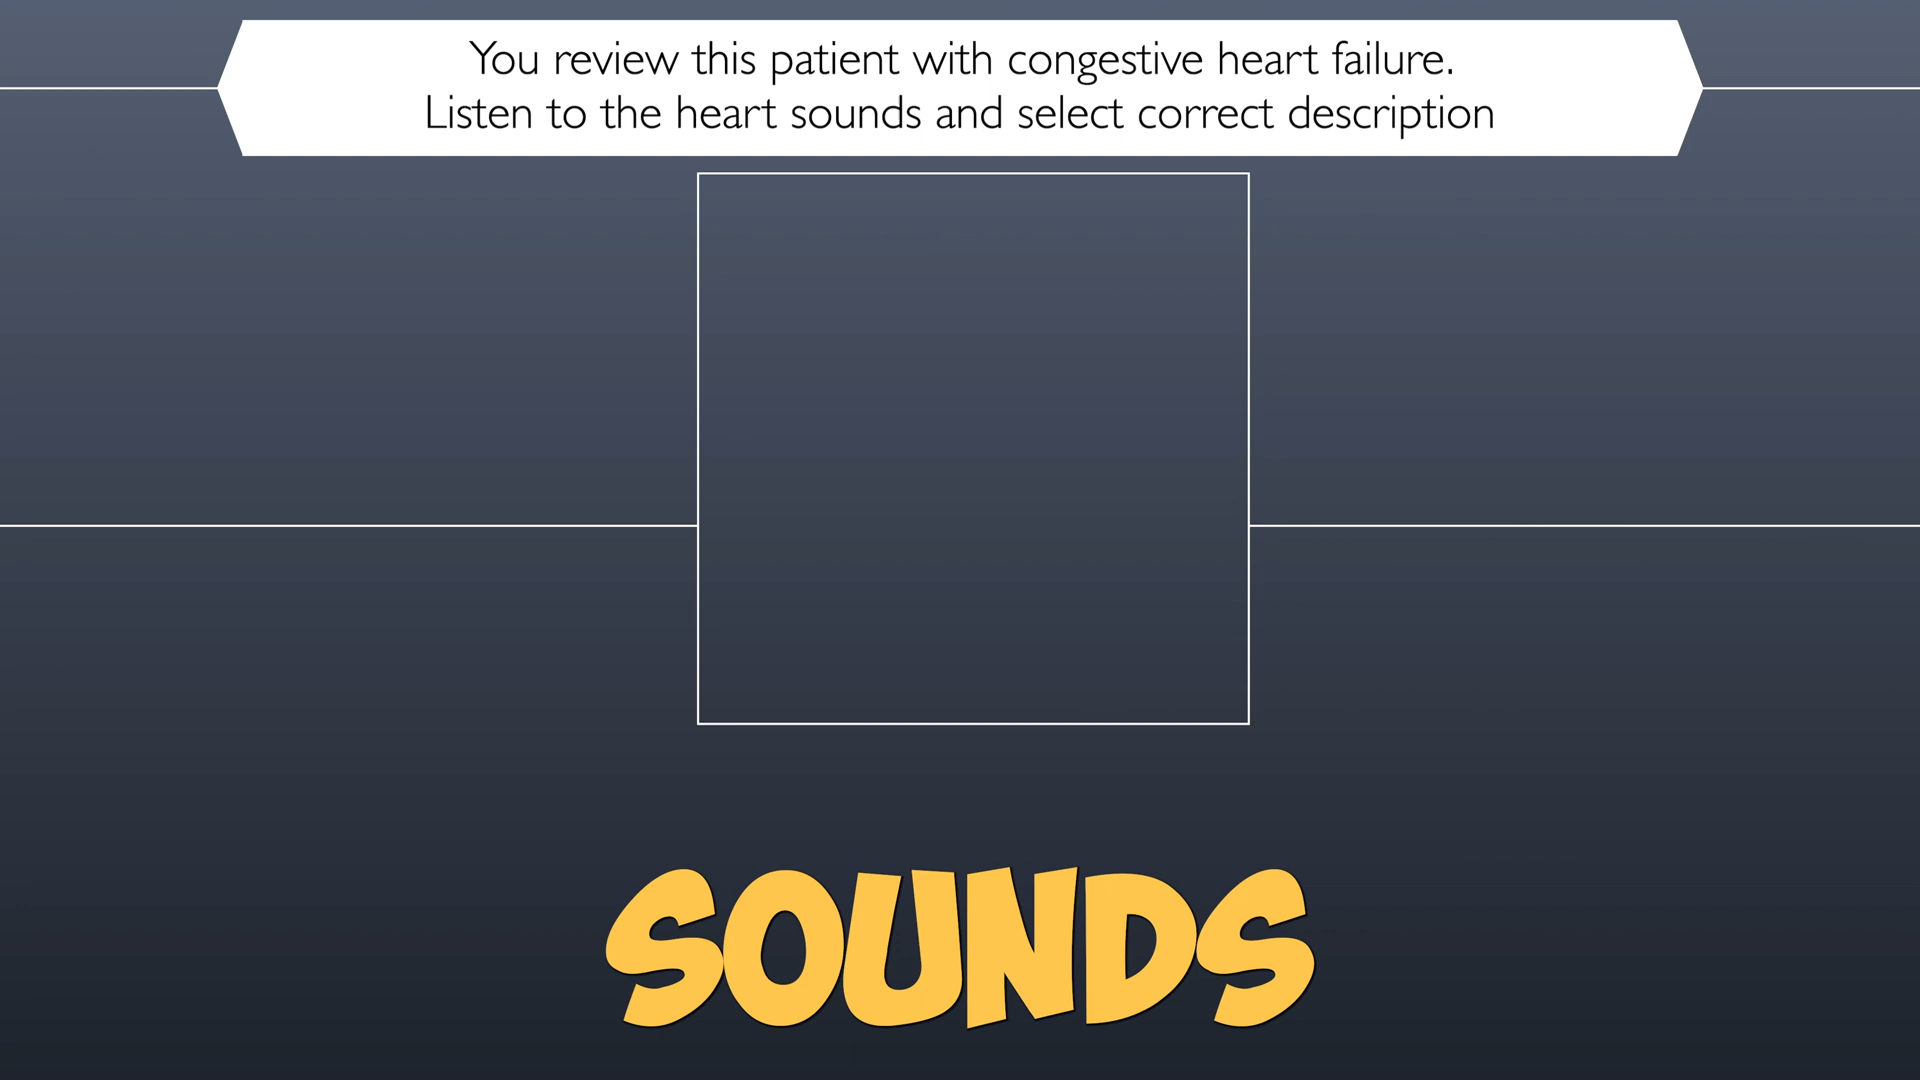 You review this patient with congestive heart failure.
Listen to the heart sounds and select correct description
SOUNDS